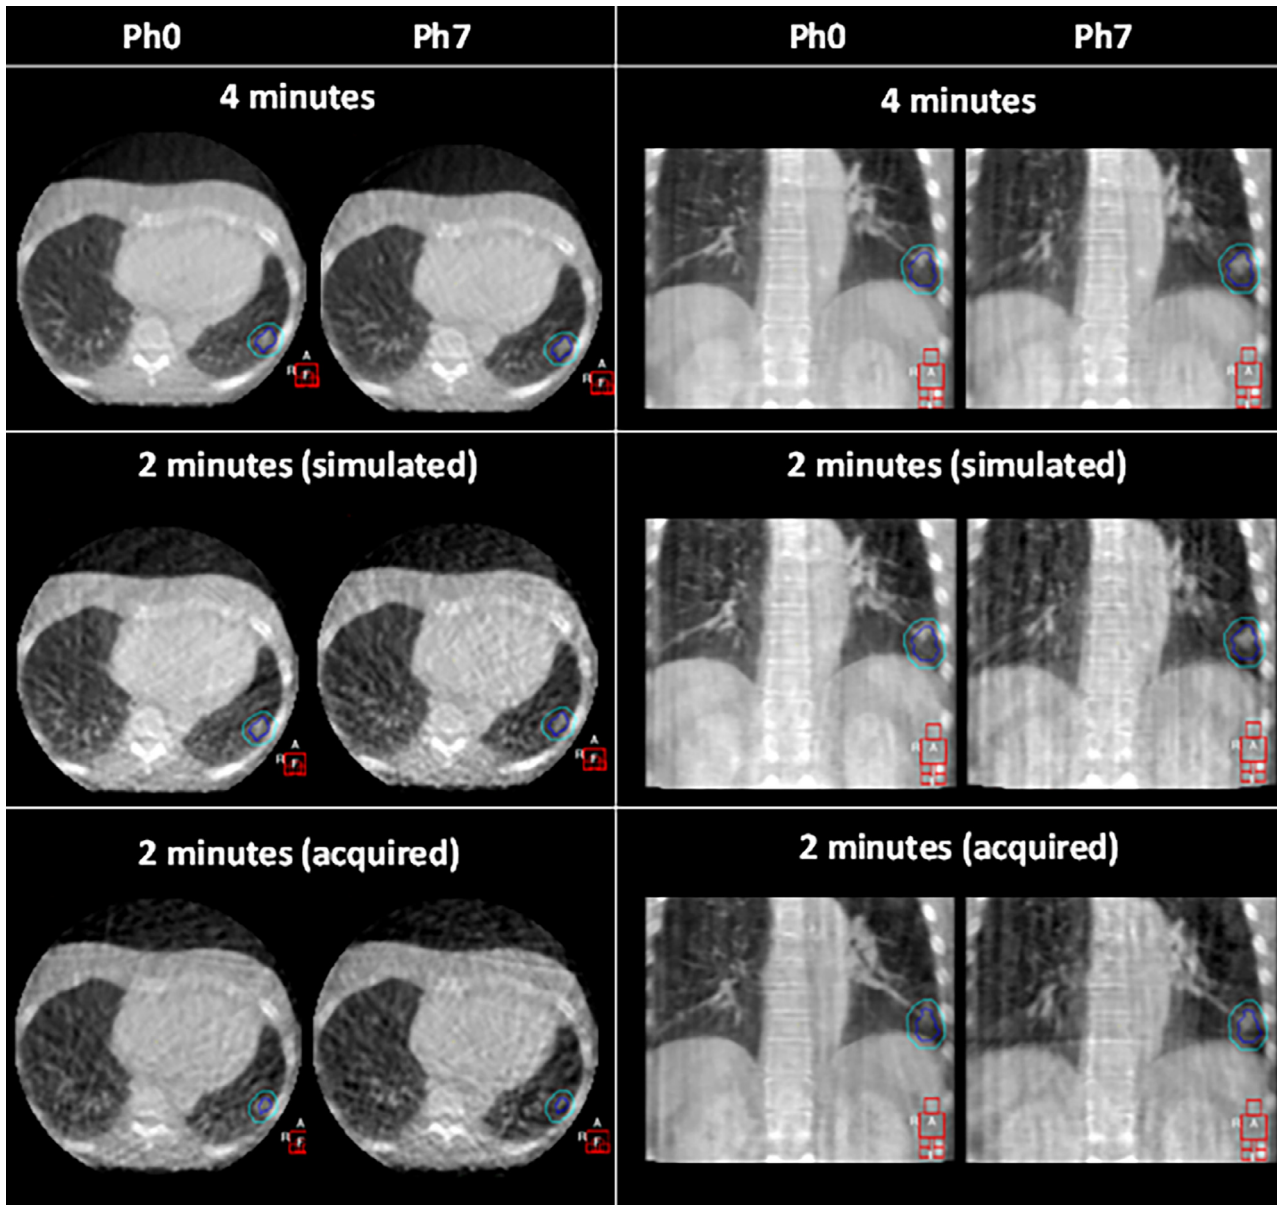 Ph0 Ph7 Ph0 Ph7
4 minutes 4 minutes
A A
R F R F
R A R A
2 minutes (simulated) 2 minutes (simulated)
A A
R F R F
R A R A
2 minutes (acquired) 2 minutes (acquired)
A A
R F R F
R A R A